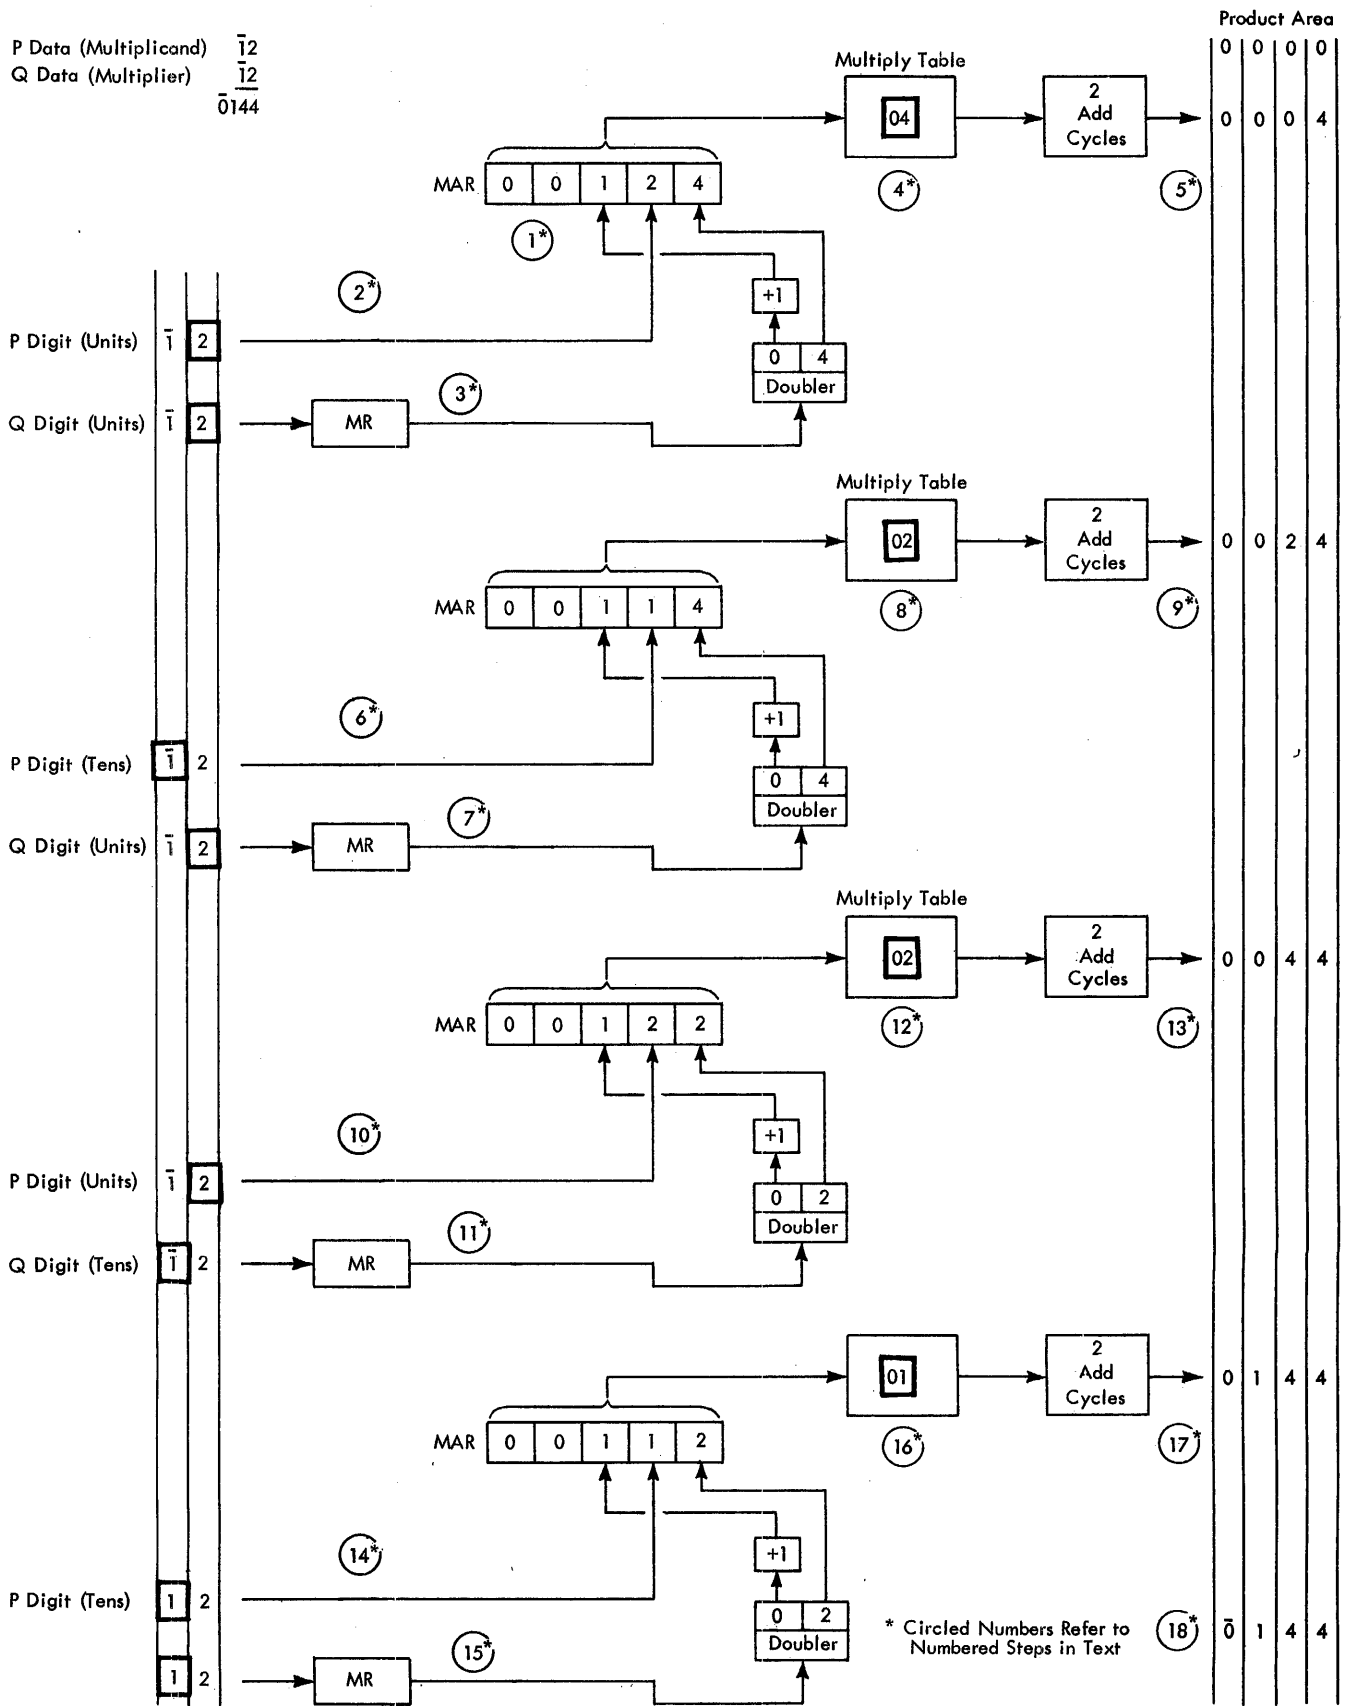 Product Area
P Data (Multiplicand) 1̄2
Q Data (Multiplier) 1̄2
0̄144
0 0 0 0
Multiply Table
04
2
Add
Cycles
0 0 0 4
MAR 0 0 1 2 4
1*
4*
5*
2*
+1
P Digit (Units) 1̄ 2
0 4
Doubler
3*
Q Digit (Units) 1̄ 2
MR
Multiply Table
02
2
Add
Cycles
0 0 2 4
MAR 0 0 1 1 4
8*
9*
6*
+1
P Digit (Tens) 1̄ 2
0 4
Doubler
7*
Q Digit (Units) 1̄ 2
MR
Multiply Table
02
2
Add
Cycles
0 0 4 4
MAR 0 0 1 2 2
12*
13*
10*
+1
P Digit (Units) 1̄ 2
0 2
Doubler
11*
Q Digit (Tens) 1̄ 2
MR
Multiply Table
01
2
Add
Cycles
0 1 4 4
MAR 0 0 1 1 2
16*
17*
14*
+1
P Digit (Tens) 1 2
0 2
Doubler
* Circled Numbers Refer to
Numbered Steps in Text
18*
0̄ 1 4 4
15*
1 2
MR